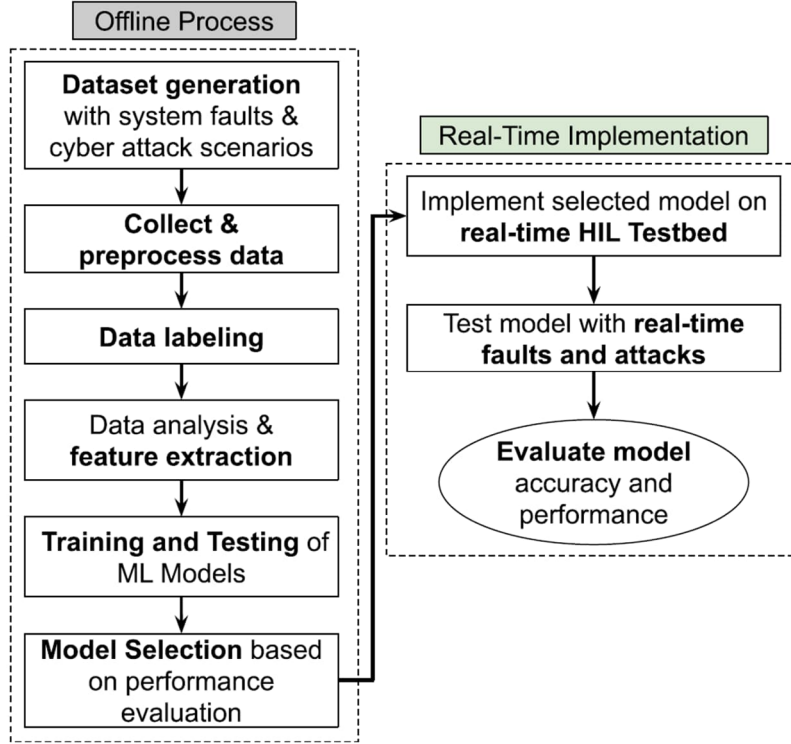 Offline Process
Dataset generation
with system faults &
cyber attack scenarios
Collect &
preprocess data
Data labeling
Data analysis &
feature extraction
Training and Testing of
ML Models
Model Selection based
on performance
evaluation
Real-Time Implementation
Implement selected model on
real-time HIL Testbed
Test model with real-time
faults and attacks
Evaluate model
accuracy and
performance